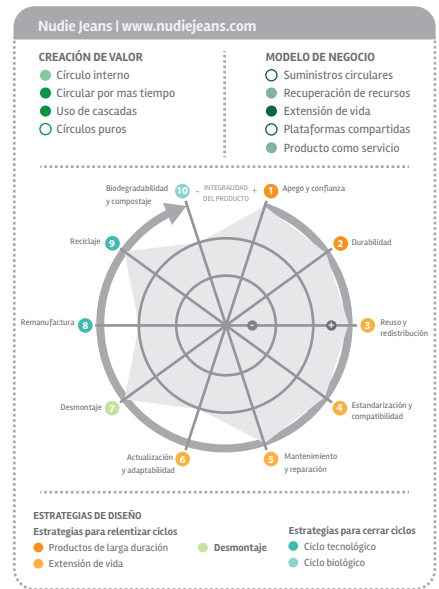 Nudie Jeans | www.nudiejeans.com
CREACIÓN DE VALOR
Círculo interno
Circular por mas tiempo
Uso de cascadas
Círculos puros
MODELO DE NEGOCIO
Suministros circulares
Recuperación de recursos
Extensión de vida
Plataformas compartidas
Producto como servicio
Biodegradabilidad
y compostaje
10
- INTEGRALIDAD +
DEL PRODUCTO
1
Apego y confianza
Reciclaje
9
2
Durabilidad
Remanufactura
8
-
+
3
Reuso y
redistribución
Desmontaje
7
4
Estandarización y
compatibilidad
Actualización
y adaptabilidad
6
5
Mantenimiento
y reparación
ESTRATEGIAS DE DISEÑO
Estrategias para relentizar ciclos
Productos de larga duración
Extensión de vida
Desmontaje
Estrategias para cerrar ciclos
Ciclo tecnológico
Ciclo biológico